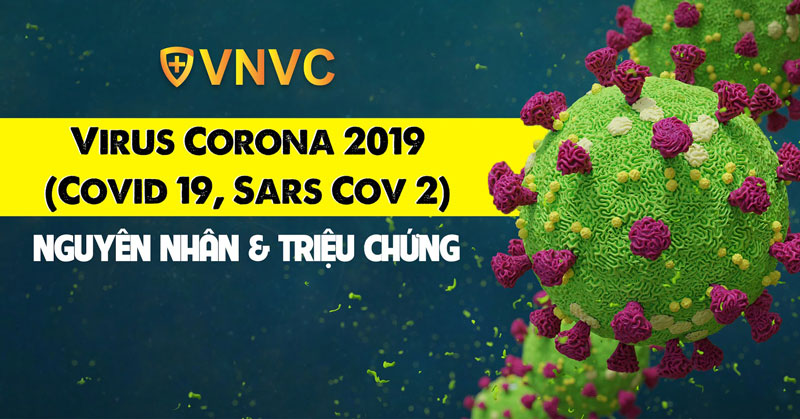 VNVC
VIRUS CORONA 2019
(COVID 19, SARS COV 2)
NGUYÊN NHÂN & TRIỆU CHỨNG